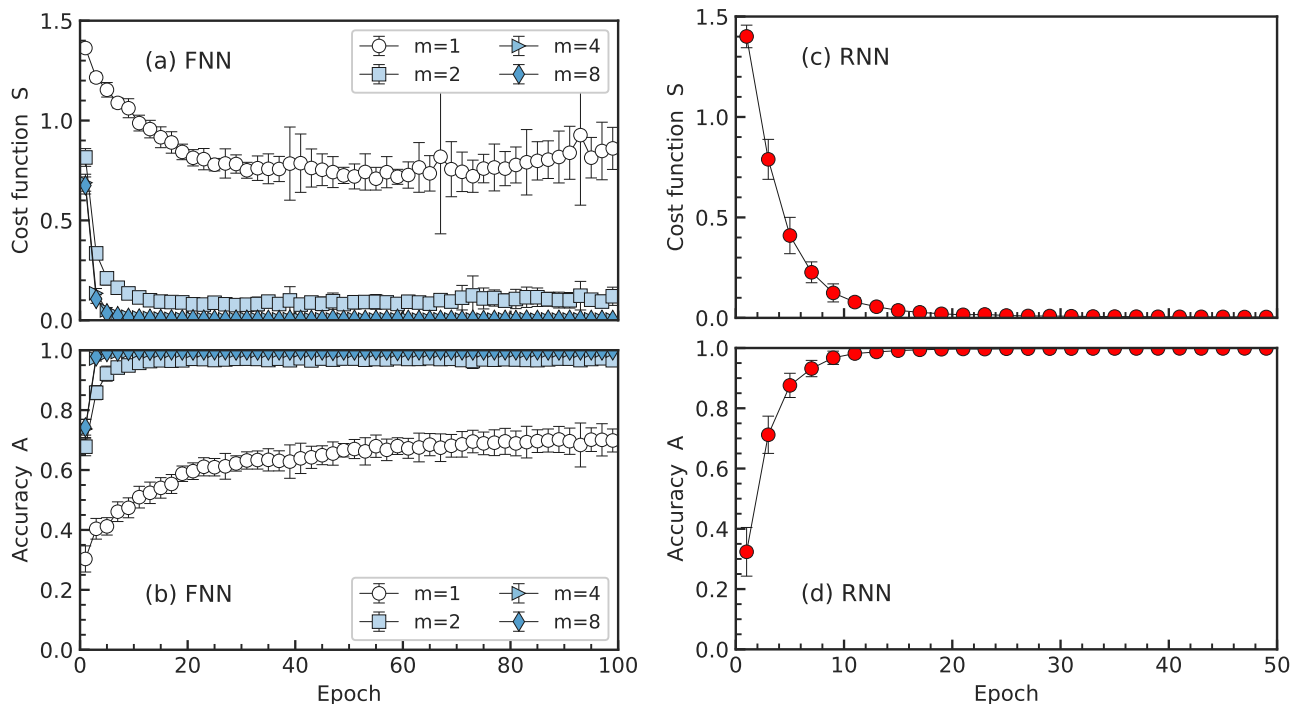 1.5
1.0
0.5
0.0
Cost function S
(a) FNN
m=1
m=2
m=4
m=8
1.0
0.8
0.6
0.4
0.2
0.0
Accuracy A
(b) FNN
m=1
m=2
m=4
m=8
0
20
40
60
80
100
Epoch
1.5
1.0
0.5
0.0
Cost function S
(c) RNN
1.0
0.8
0.6
0.4
0.2
0.0
Accuracy A
(d) RNN
0
10
20
30
40
50
Epoch